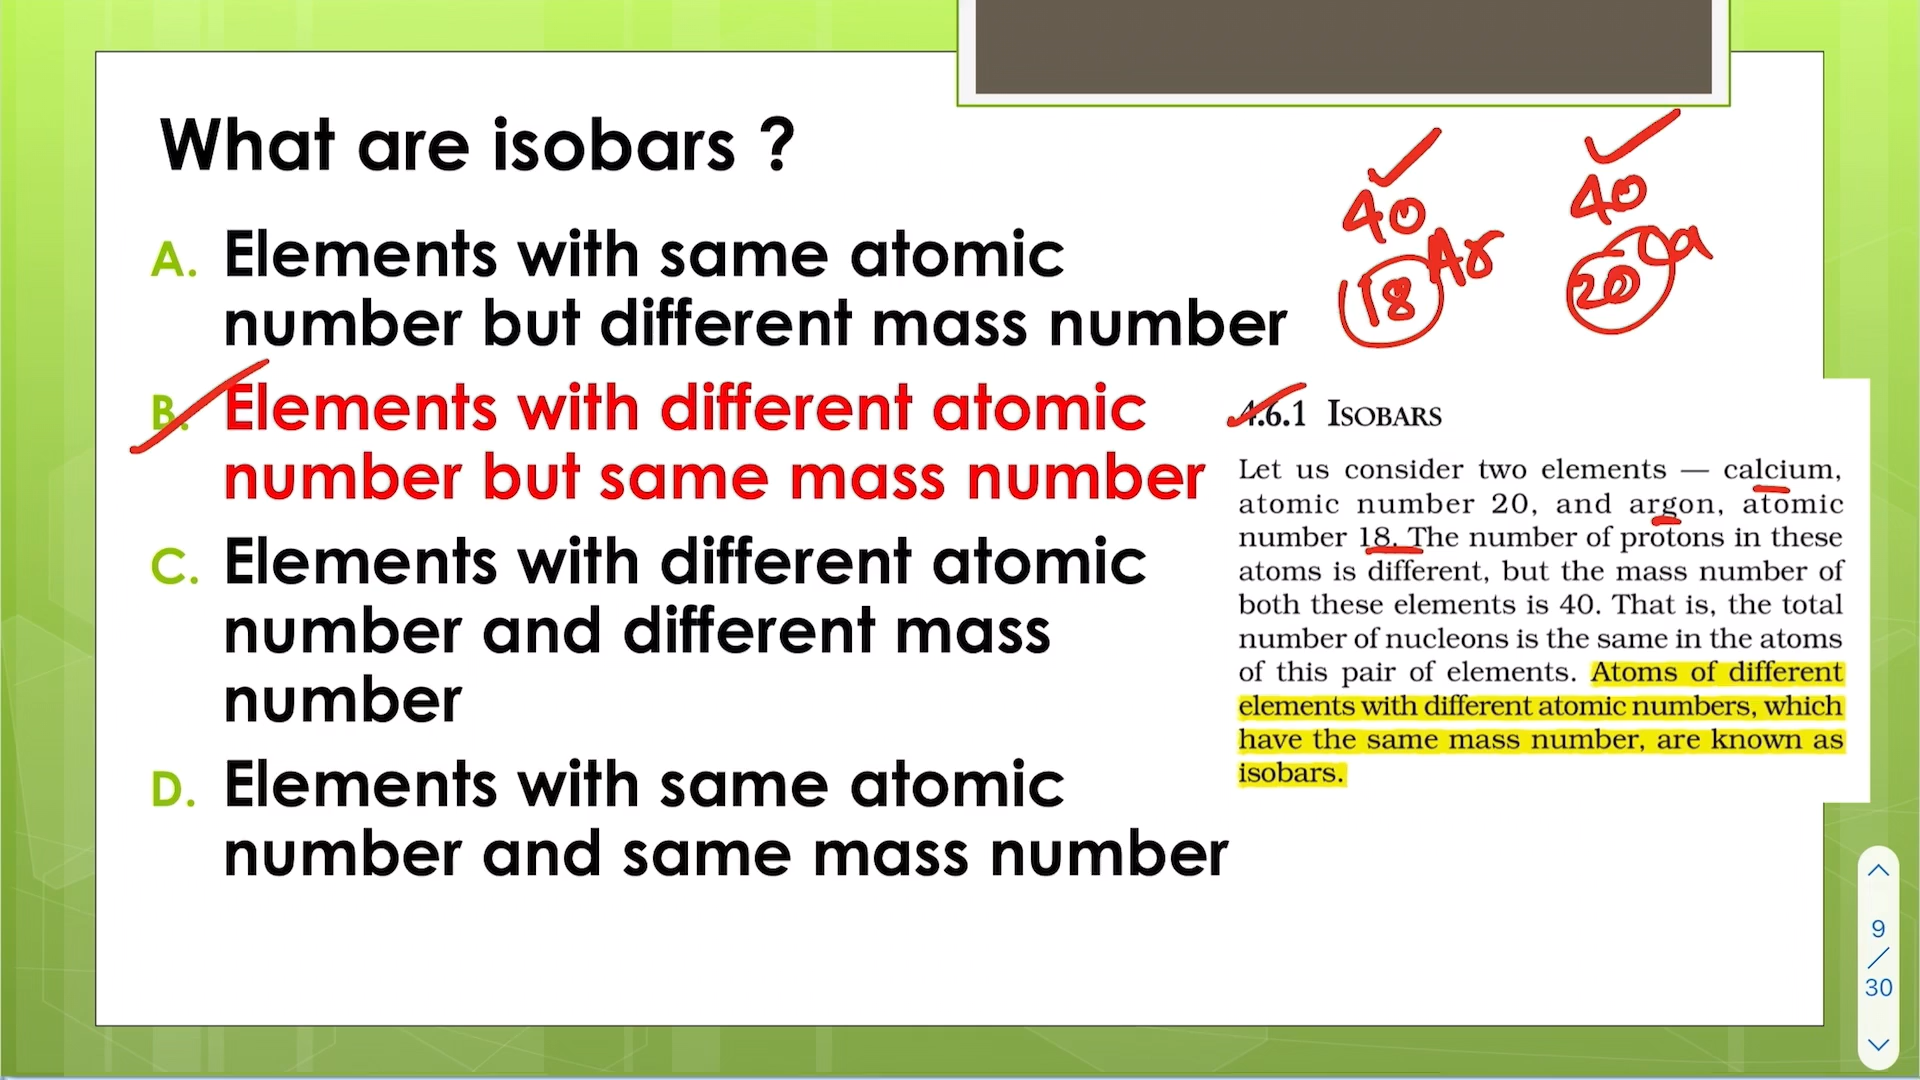 What are isobars ?
A. Elements with same atomic
number but different mass number
B. Elements with different atomic
number but same mass number
C. Elements with different atomic
number and different mass
number
D. Elements with same atomic
number and same mass number
40
18 Ar
40
20 Ca
4.6.1 ISOBARS
Let us consider two elements — calcium,
atomic number 20, and argon, atomic
number 18. The number of protons in these
atoms is different, but the mass number of
both these elements is 40. That is, the total
number of nucleons is the same in the atoms
of this pair of elements. Atoms of different
elements with different atomic numbers, which
have the same mass number, are known as
isobars.
9
/
30